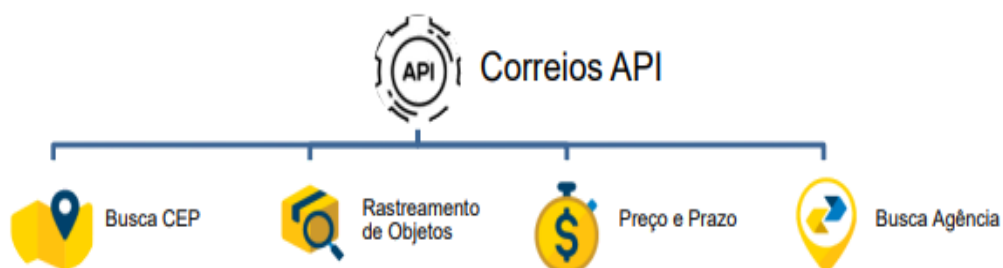 API
Correios API
Busca CEP
Rastreamento
de Objetos
$
Preço e Prazo
Busca Agência